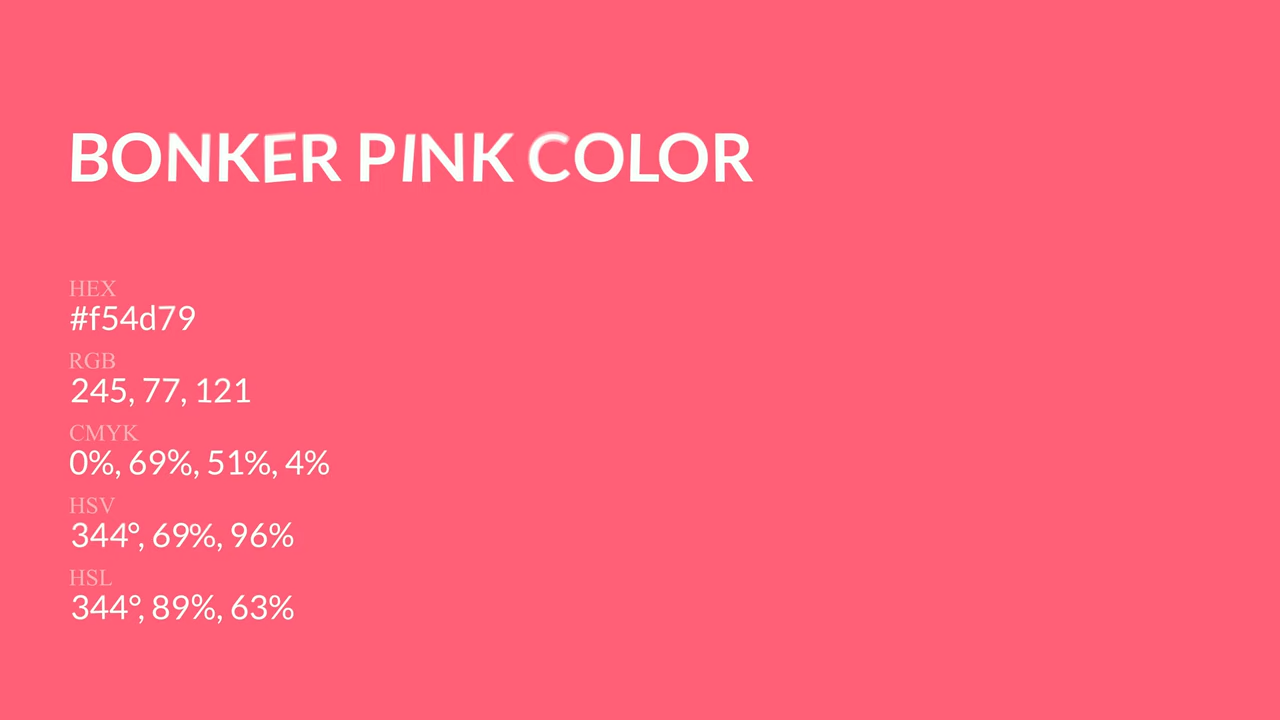 BONKER PINK COLOR
HEX
#f54d79
RGB
245, 77, 121
CMYK
0%, 69%, 51%, 4%
HSV
344°, 69%, 96%
HSL
344°, 89%, 63%